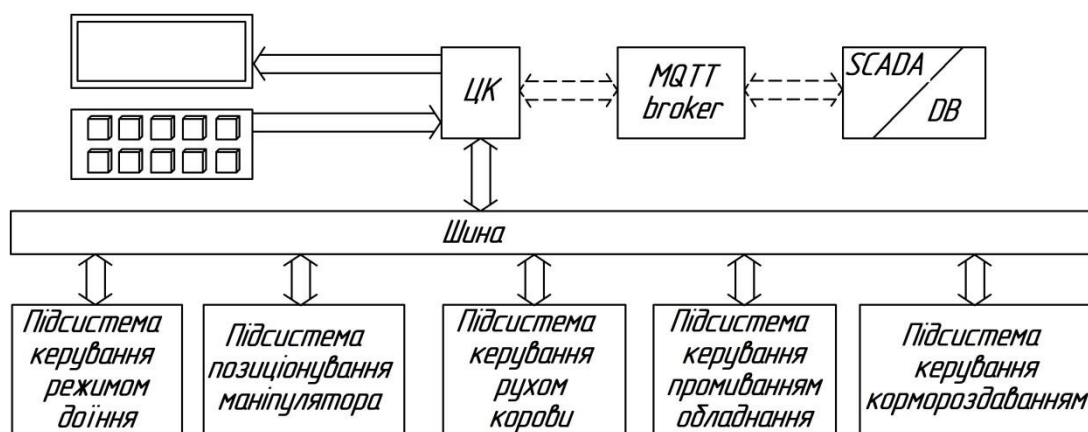 ЦК
MQTT
broker
SCADA
DB
Шина
Підсистема
керування
режимом
доїння
Підсистема
позиціонування
маніпулятора
Підсистема
керування
рухом
корови
Підсистема
керування
промиванням
обладнання
Підсистема
керування
кормороздаванням